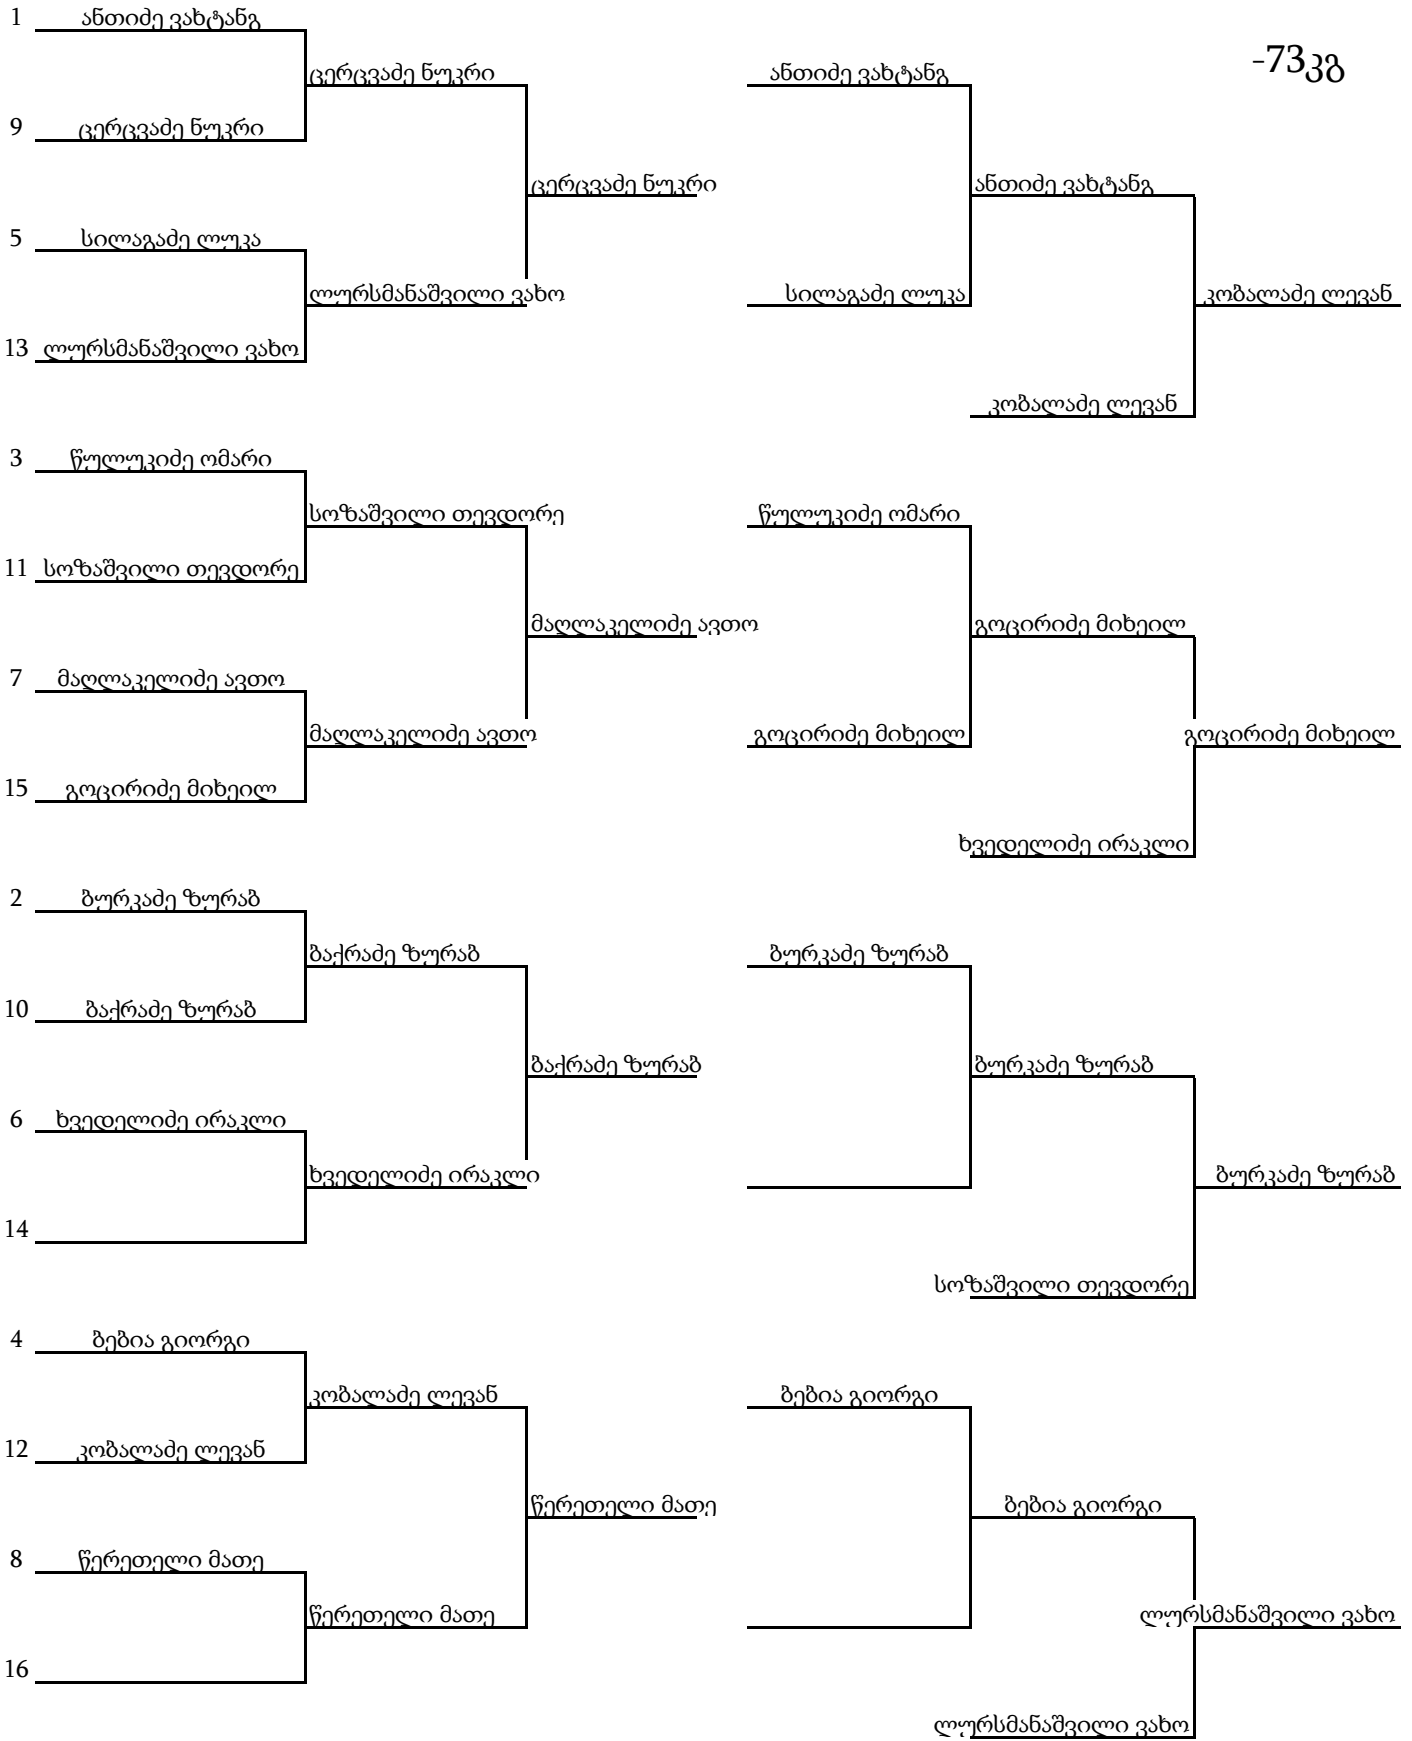 1 ანთიძე ვახტანგ
ცერცვაძე ნუკრი
ანთიძე ვახტანგ
-73კგ
9 ცერცვაძე ნუკრი
ცერცვაძე ნუკრი
ანთიძე ვახტანგ
5 სილაგაძე ლუკა
ლურსმანაშვილი ვახო
სილაგაძე ლუკა
კობალაძე ლევან
13 ლურსმანაშვილი ვახო
კობალაძე ლევან
3 წულუკიძე ომარი
სოზაშვილი თევდორე
წულუკიძე ომარი
11 სოზაშვილი თევდორე
მაღლაკელიძე ავთო
გოცირიძე მიხეილ
7 მაღლაკელიძე ავთო
მაღლაკელიძე ავთო
გოცირიძე მიხეილ
გოცირიძე მიხეილ
15 გოცირიძე მიხეილ
ხვედელიძე ირაკლი
2 ბურკაძე ზურაბ
ბაქრაძე ზურაბ
ბურკაძე ზურაბ
10 ბაქრაძე ზურაბ
ბაქრაძე ზურაბ
ბურკაძე ზურაბ
6 ხვედელიძე ირაკლი
ხვედელიძე ირაკლი
ბურკაძე ზურაბ
14
სოზაშვილი თევდორე
4 ბებია გიორგი
კობალაძე ლევან
ბებია გიორგი
12 კობალაძე ლევან
წერეთელი მათე
ბებია გიორგი
8 წერეთელი მათე
წერეთელი მათე
ლურსმანაშვილი ვახო
16
ლურსმანაშვილი ვახო